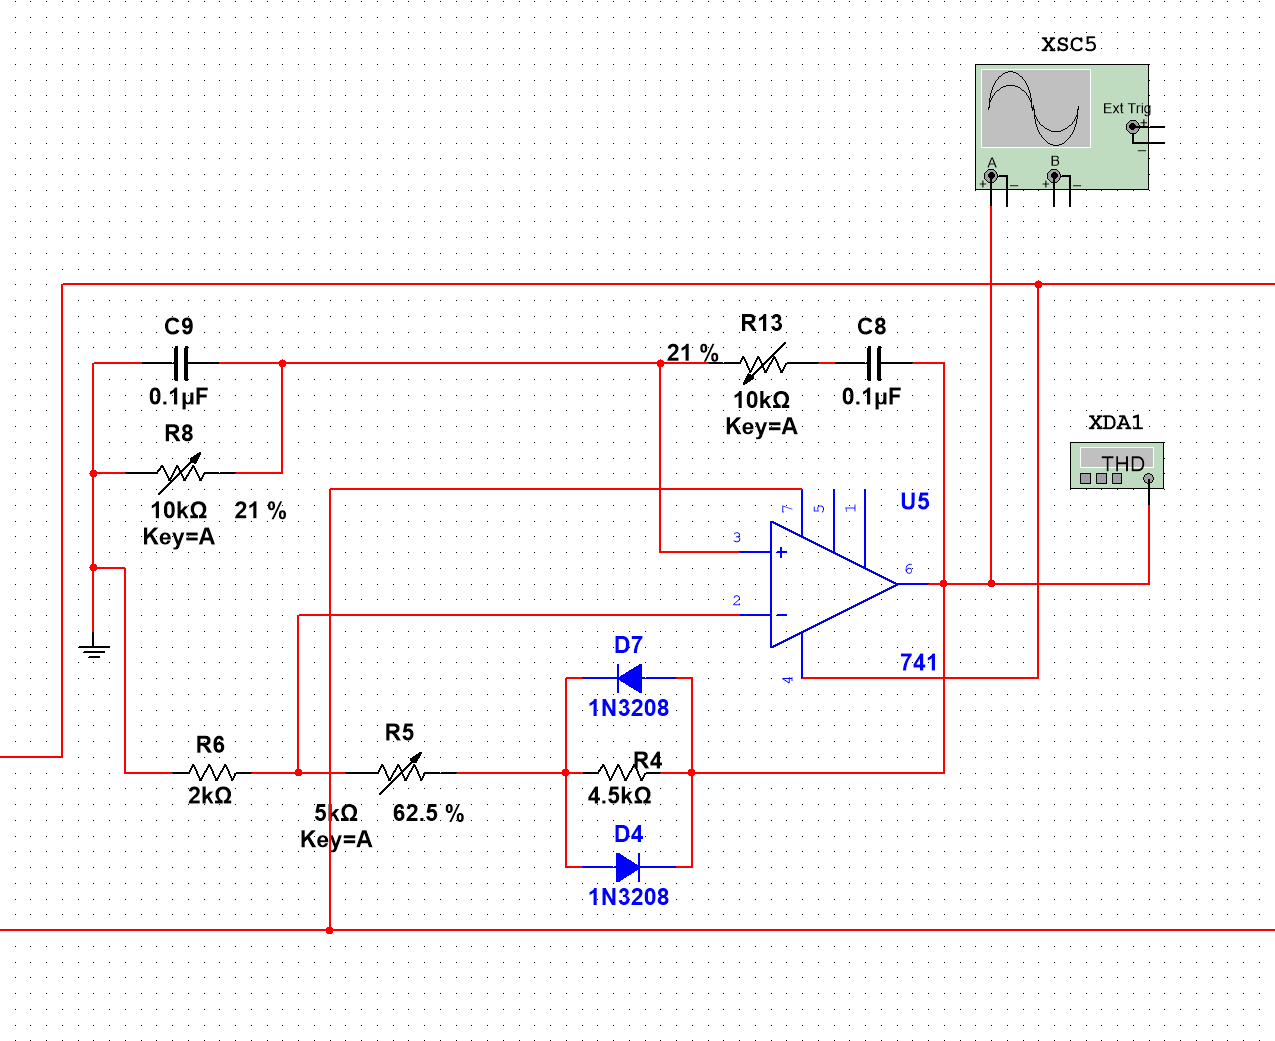 XSC5
Ext Trig
+
_
A
B
+
_
+
_
C9
0.1µF
R13
21 %
10kΩ
Key=A
C8
0.1µF
R8
10kΩ 21 %
Key=A
XDA1
THD
U5
7
5
1
3
+
6
2
−
4
741
D7
1N3208
R6
2kΩ
R5
5kΩ 62.5 %
Key=A
R4
4.5kΩ
D4
1N3208